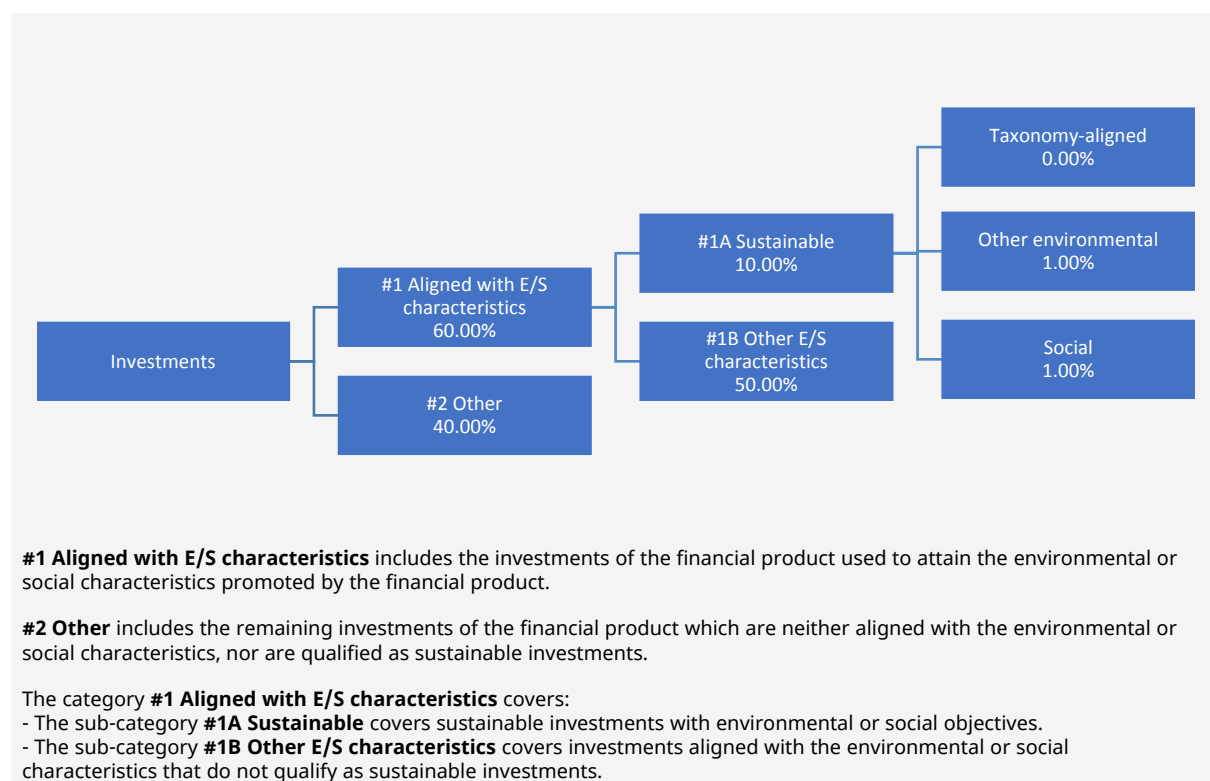 Investments
#1 Aligned with E/S
characteristics
60.00%
#2 Other
40.00%
#1A Sustainable
10.00%
#1B Other E/S
characteristics
50.00%
Taxonomy-aligned
0.00%
Other environmental
1.00%
Social
1.00%
#1 Aligned with E/S characteristics includes the investments of the financial product used to attain the environmental or
social characteristics promoted by the financial product.
#2 Other includes the remaining investments of the financial product which are neither aligned with the environmental or
social characteristics, nor are qualified as sustainable investments.
The category #1 Aligned with E/S characteristics covers:
- The sub-category #1A Sustainable covers sustainable investments with environmental or social objectives.
- The sub-category #1B Other E/S characteristics covers investments aligned with the environmental or social
characteristics that do not qualify as sustainable investments.